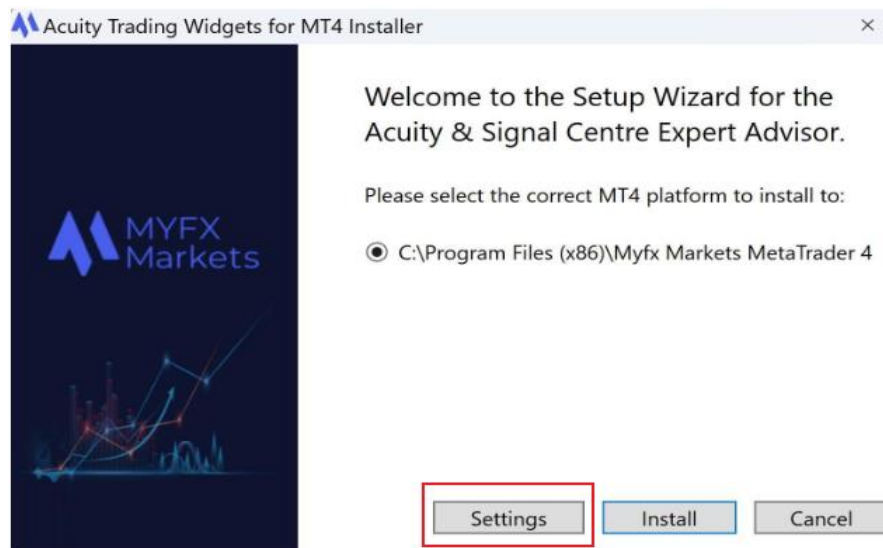 Acuity Trading Widgets for MT4 Installer
Welcome to the Setup Wizard for the
Acuity & Signal Centre Expert Advisor.
Please select the correct MT4 platform to install to:
MYFX
Markets
C:\Program Files (x86)\Myfx Markets MetaTrader 4
Settings
Install
Cancel